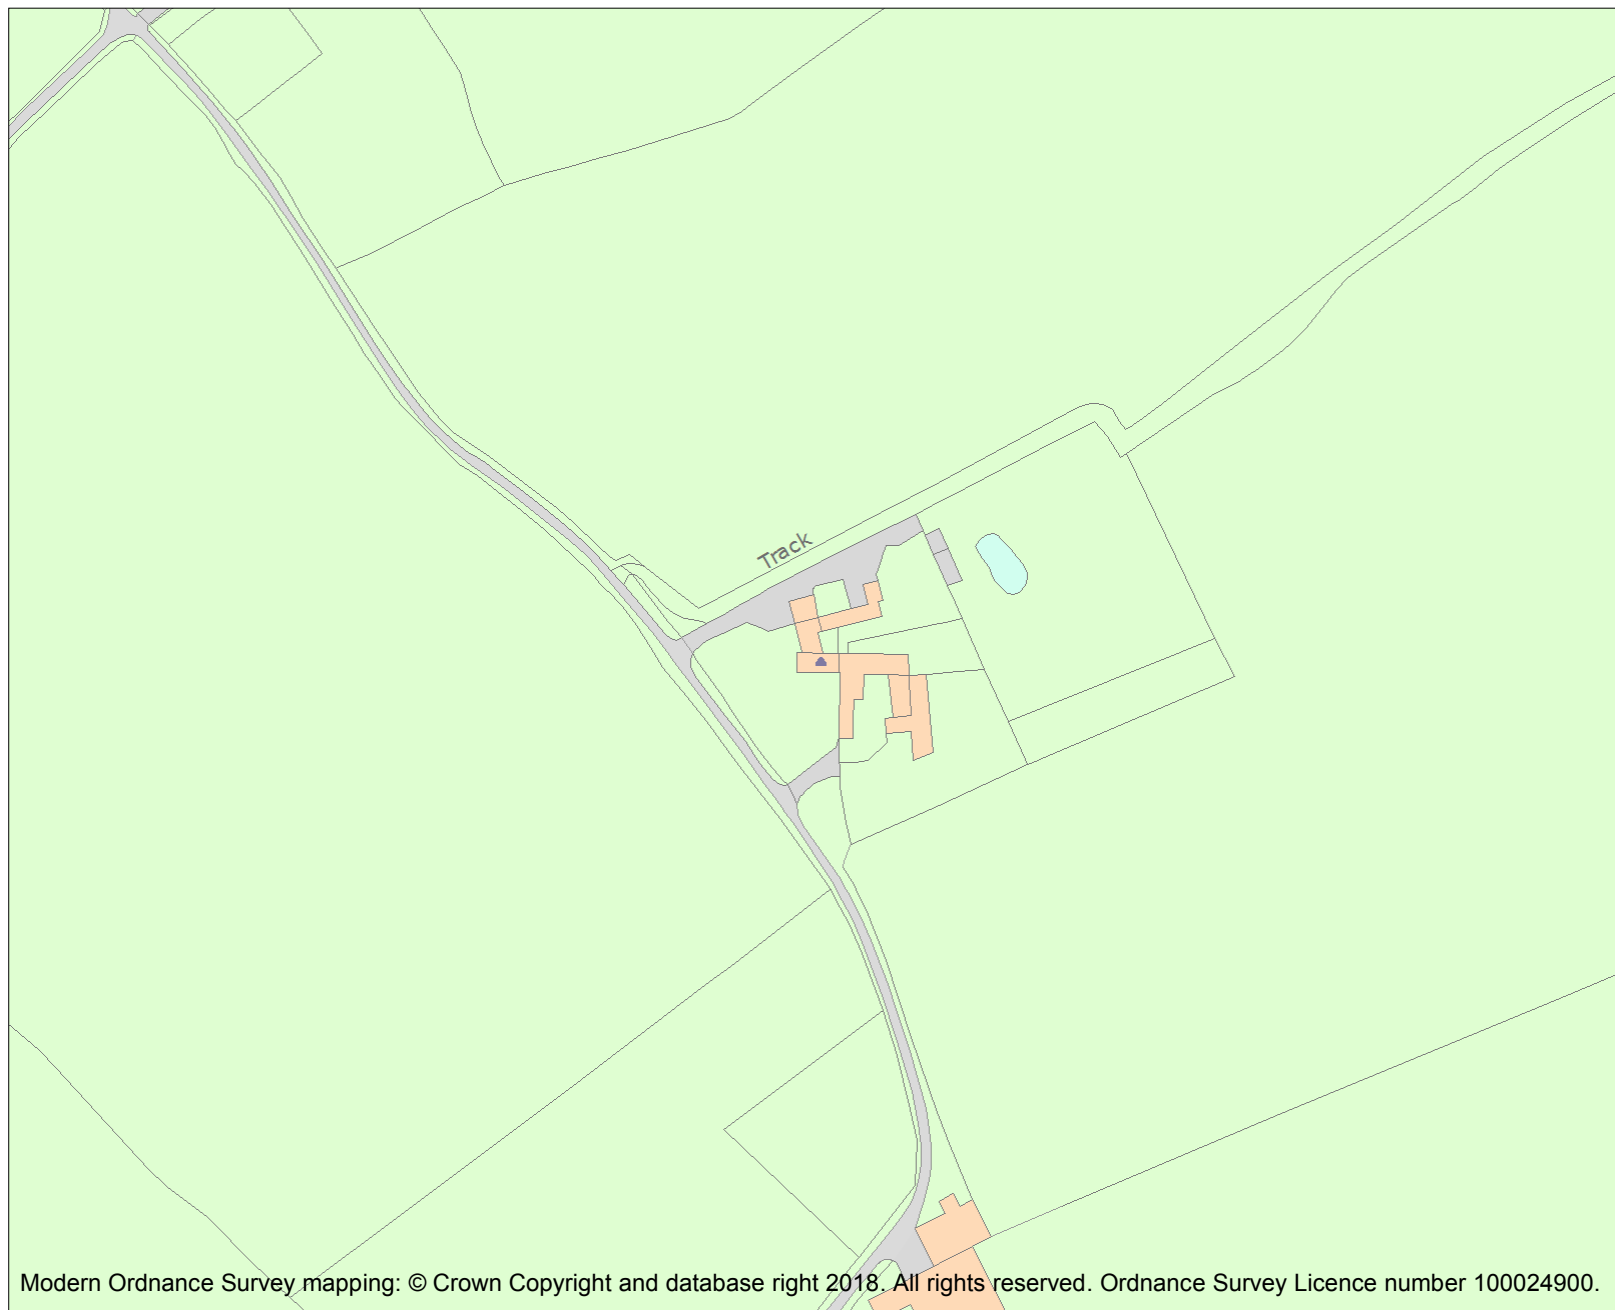 Track
Modern Ordnance Survey mapping: © Crown Copyright and database right 2018. All rights reserved. Ordnance Survey Licence number 100024900.